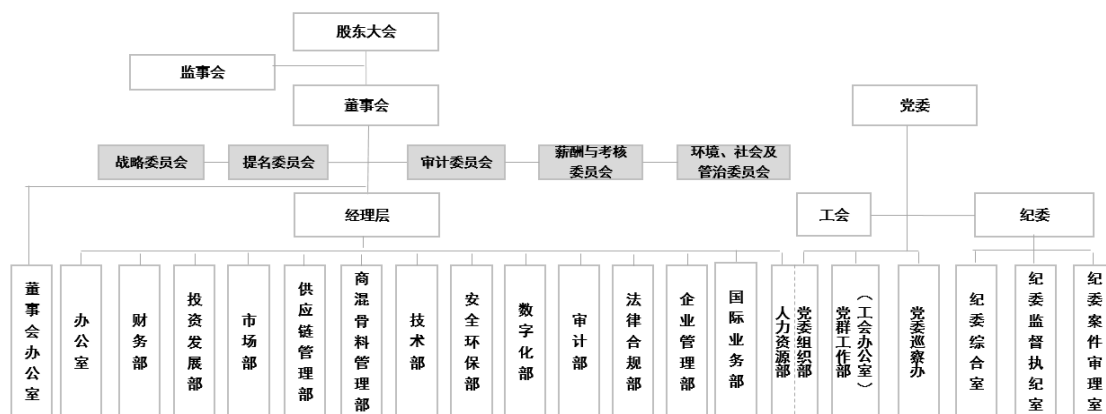 股东大会
监事会
董事会
党委
战略委员会
提名委员会
审计委员会
薪酬与考核
委员会
环境、社会及
管治委员会
经理层
工会
纪委
董事会办公室
办公室
财务部
投资发展部
市场部
供应链管理部
商混骨料管理部
技术部
安全环保部
数字化部
审计部
法律合规部
企业管理部
国际业务部
人力资源部
党委组织部
党群工作部
（工会办公室）
党委巡察办
纪委综合室
纪委监督执纪室
纪委案件审理室